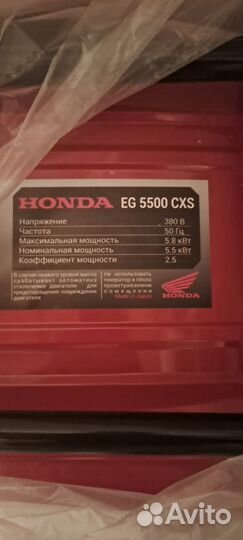 HONDA EG 5500 CXS
Напряжение 380 В
Частота 50 Гц
Максимальная мощность 5.8 кВт
Номинальная мощность 5.5 кВт
Коэффициент мощности 2.5
В случае низкого уровня масла
срабатывает автоматика
отключения двигателя для
предотвращения повреждения
двигателя
Не использовать
генератор в плохо
проветриваемом
помещении
Made in Japan
HONDA
Avito